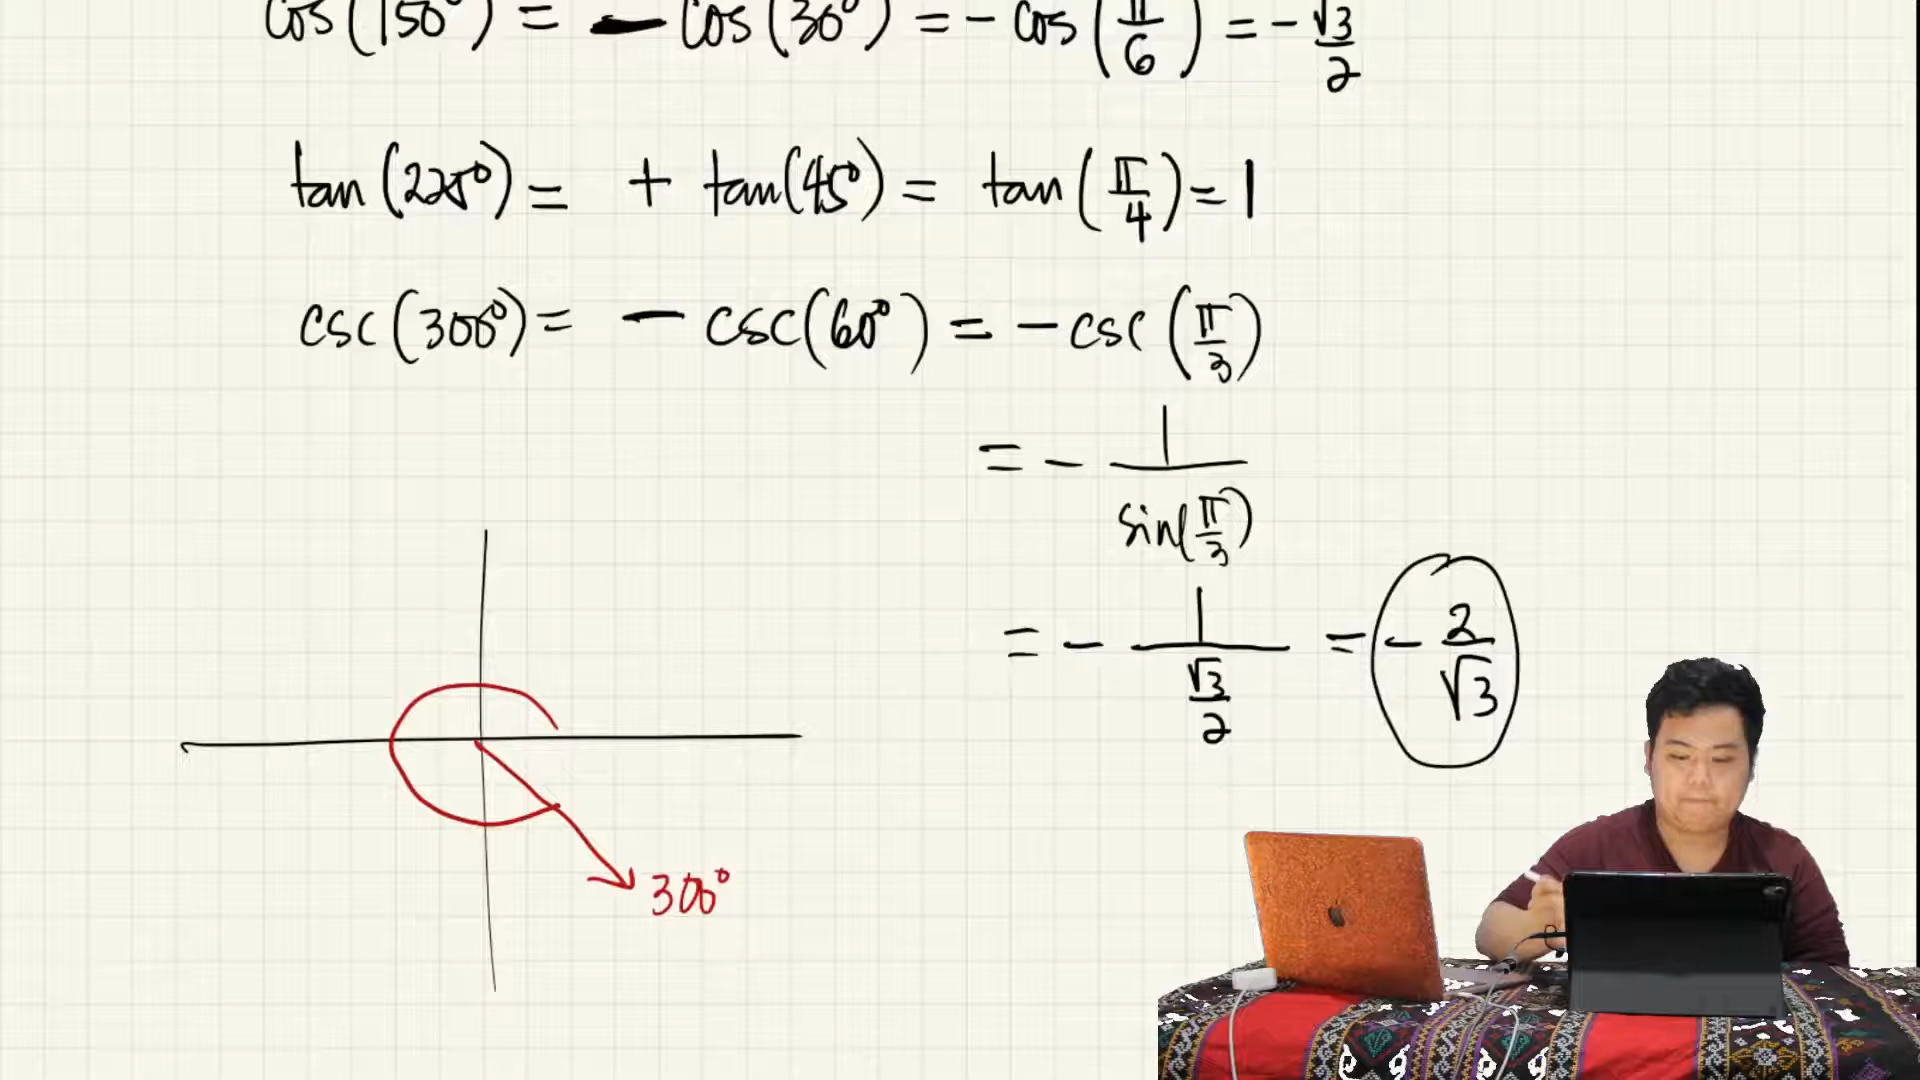 cos(150°) = - cos(30°) = - cos(π/6) = - √3/2
tan(225°) = + tan(45°) = tan(π/4) = 1
csc(300°) = - csc(60°) = - csc(π/3)
= - 1/sin(π/3)
= - 1/(√3/2) = - 2/√3
300°